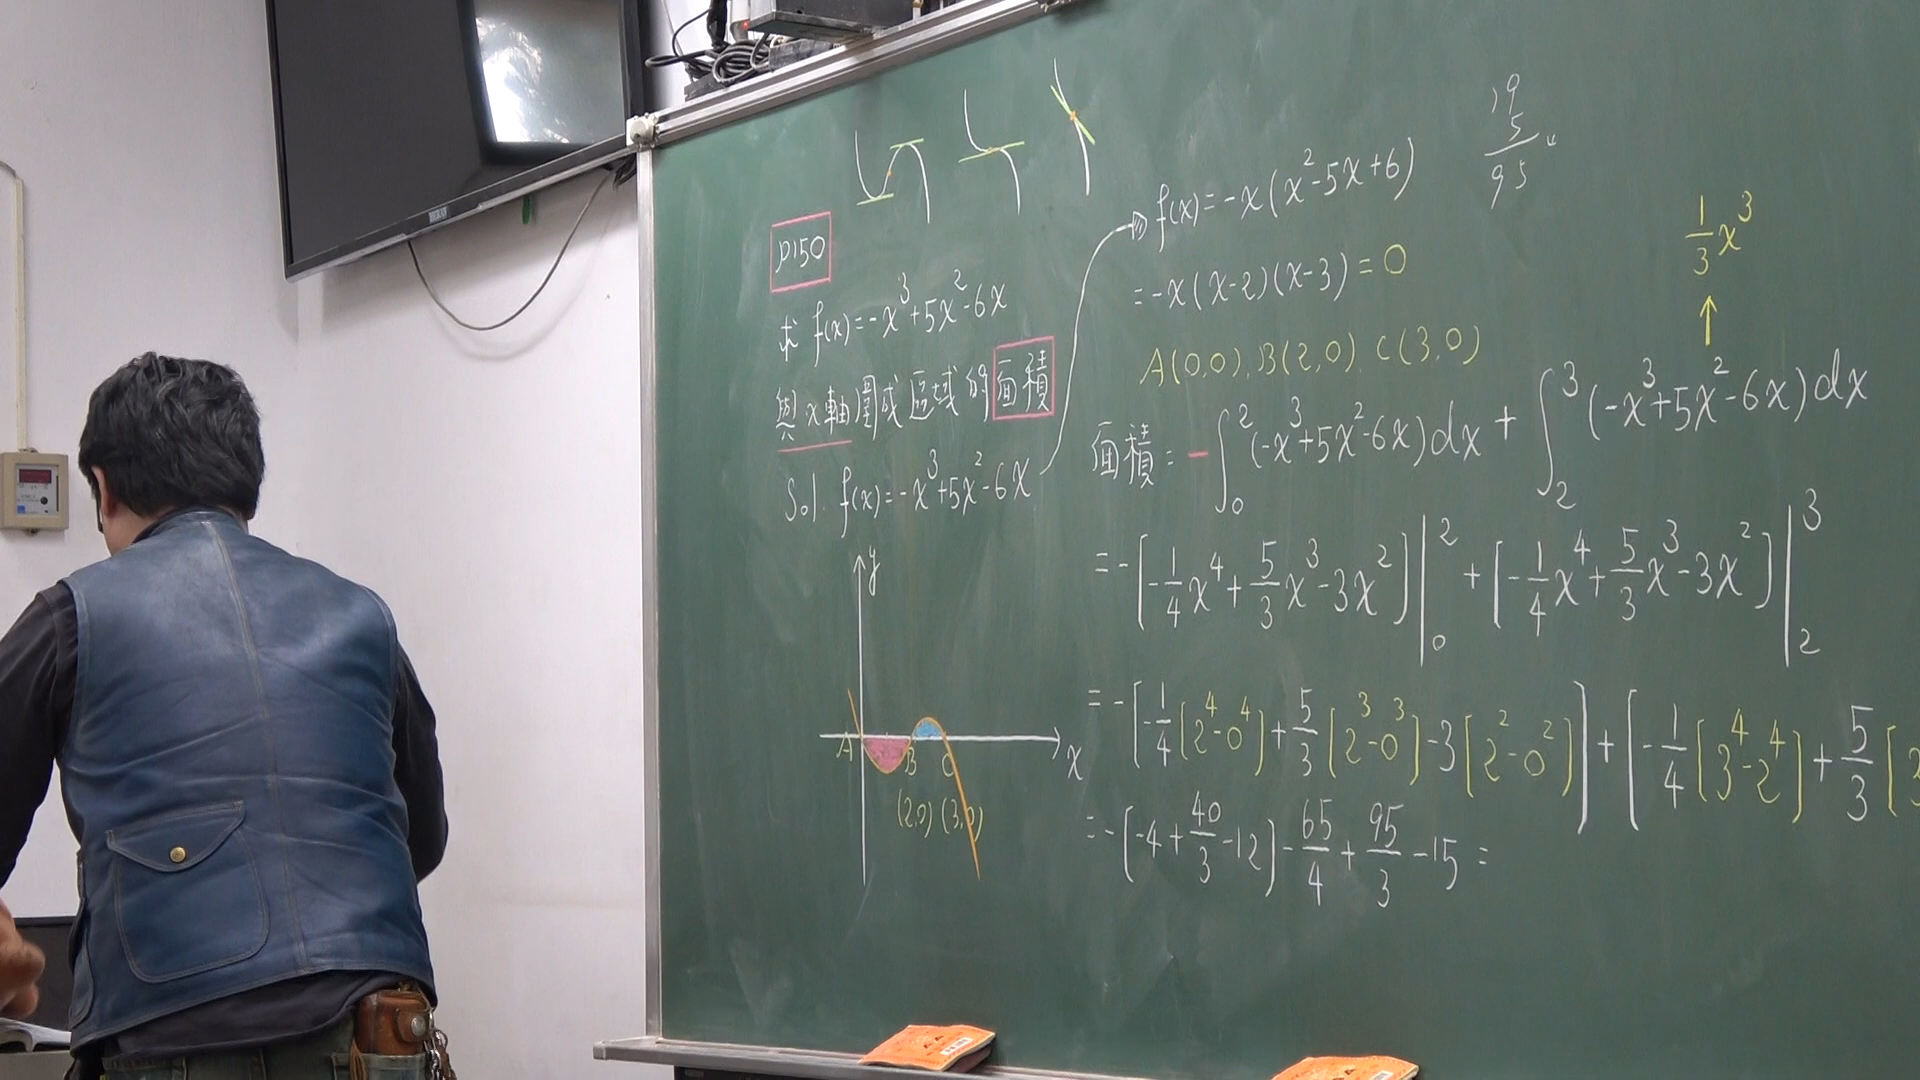 P150
求 f(x)=-x³+5x²-6x
與x軸圍成區域的面積
Sol. f(x)=-x³+5x²-6x
y
x
A
B
C
(2,0) (3,0)
f(x)=-x(x²-5x+6)
=-x(x-2)(x-3)=0
A(0,0), B(2,0), C(3,0)
面積=-∫₀²(-x³+5x²-6x)dx+∫₂³(-x³+5x²-6x)dx
=-[-1/4x⁴+5/3x³-3x²]|₀²+[-1/4x⁴+5/3x³-3x²]|₂³
=-[-1/4[2⁴-0⁴]+5/3[2³-0³]-3[2²-0²]]+[-1/4[3⁴-2⁴]+5/3[3
=-[-4+40/3-12]-65/4+95/3-15=
19
5
95
1/3x³
↑